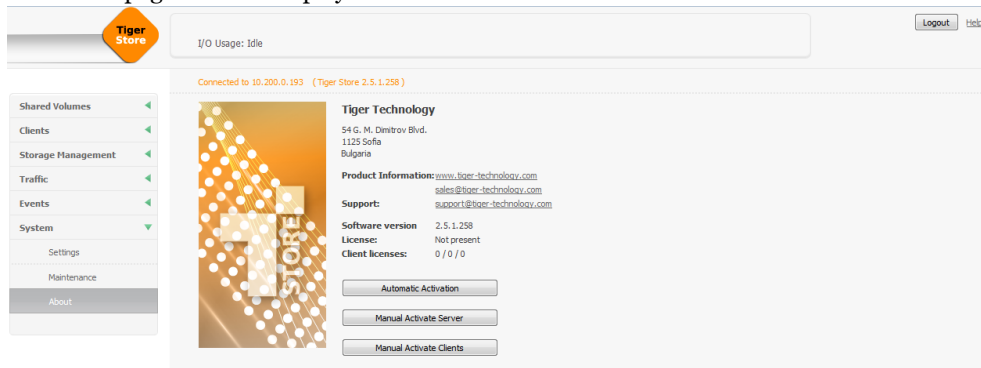 Tiger
Store
I/O Usage: Idle
Logout
Connected to 10.200.0.193 (Tiger Store 2.5.1.258 )
Shared Volumes
Clients
Storage Management
Traffic
Events
System
Settings
Maintenance
About
STORE
Tiger Technology
54 G. M. Dimitrov Blvd.
1125 Sofia
Bulgaria
Product Information: www.tiger-technology.com
sales@tiger-technology.com
Support: support@tiger-technology.com
Software version 2.5.1.258
License: Not present
Client licenses: 0 / 0 / 0
Automatic Activation
Manual Activate Server
Manual Activate Clients